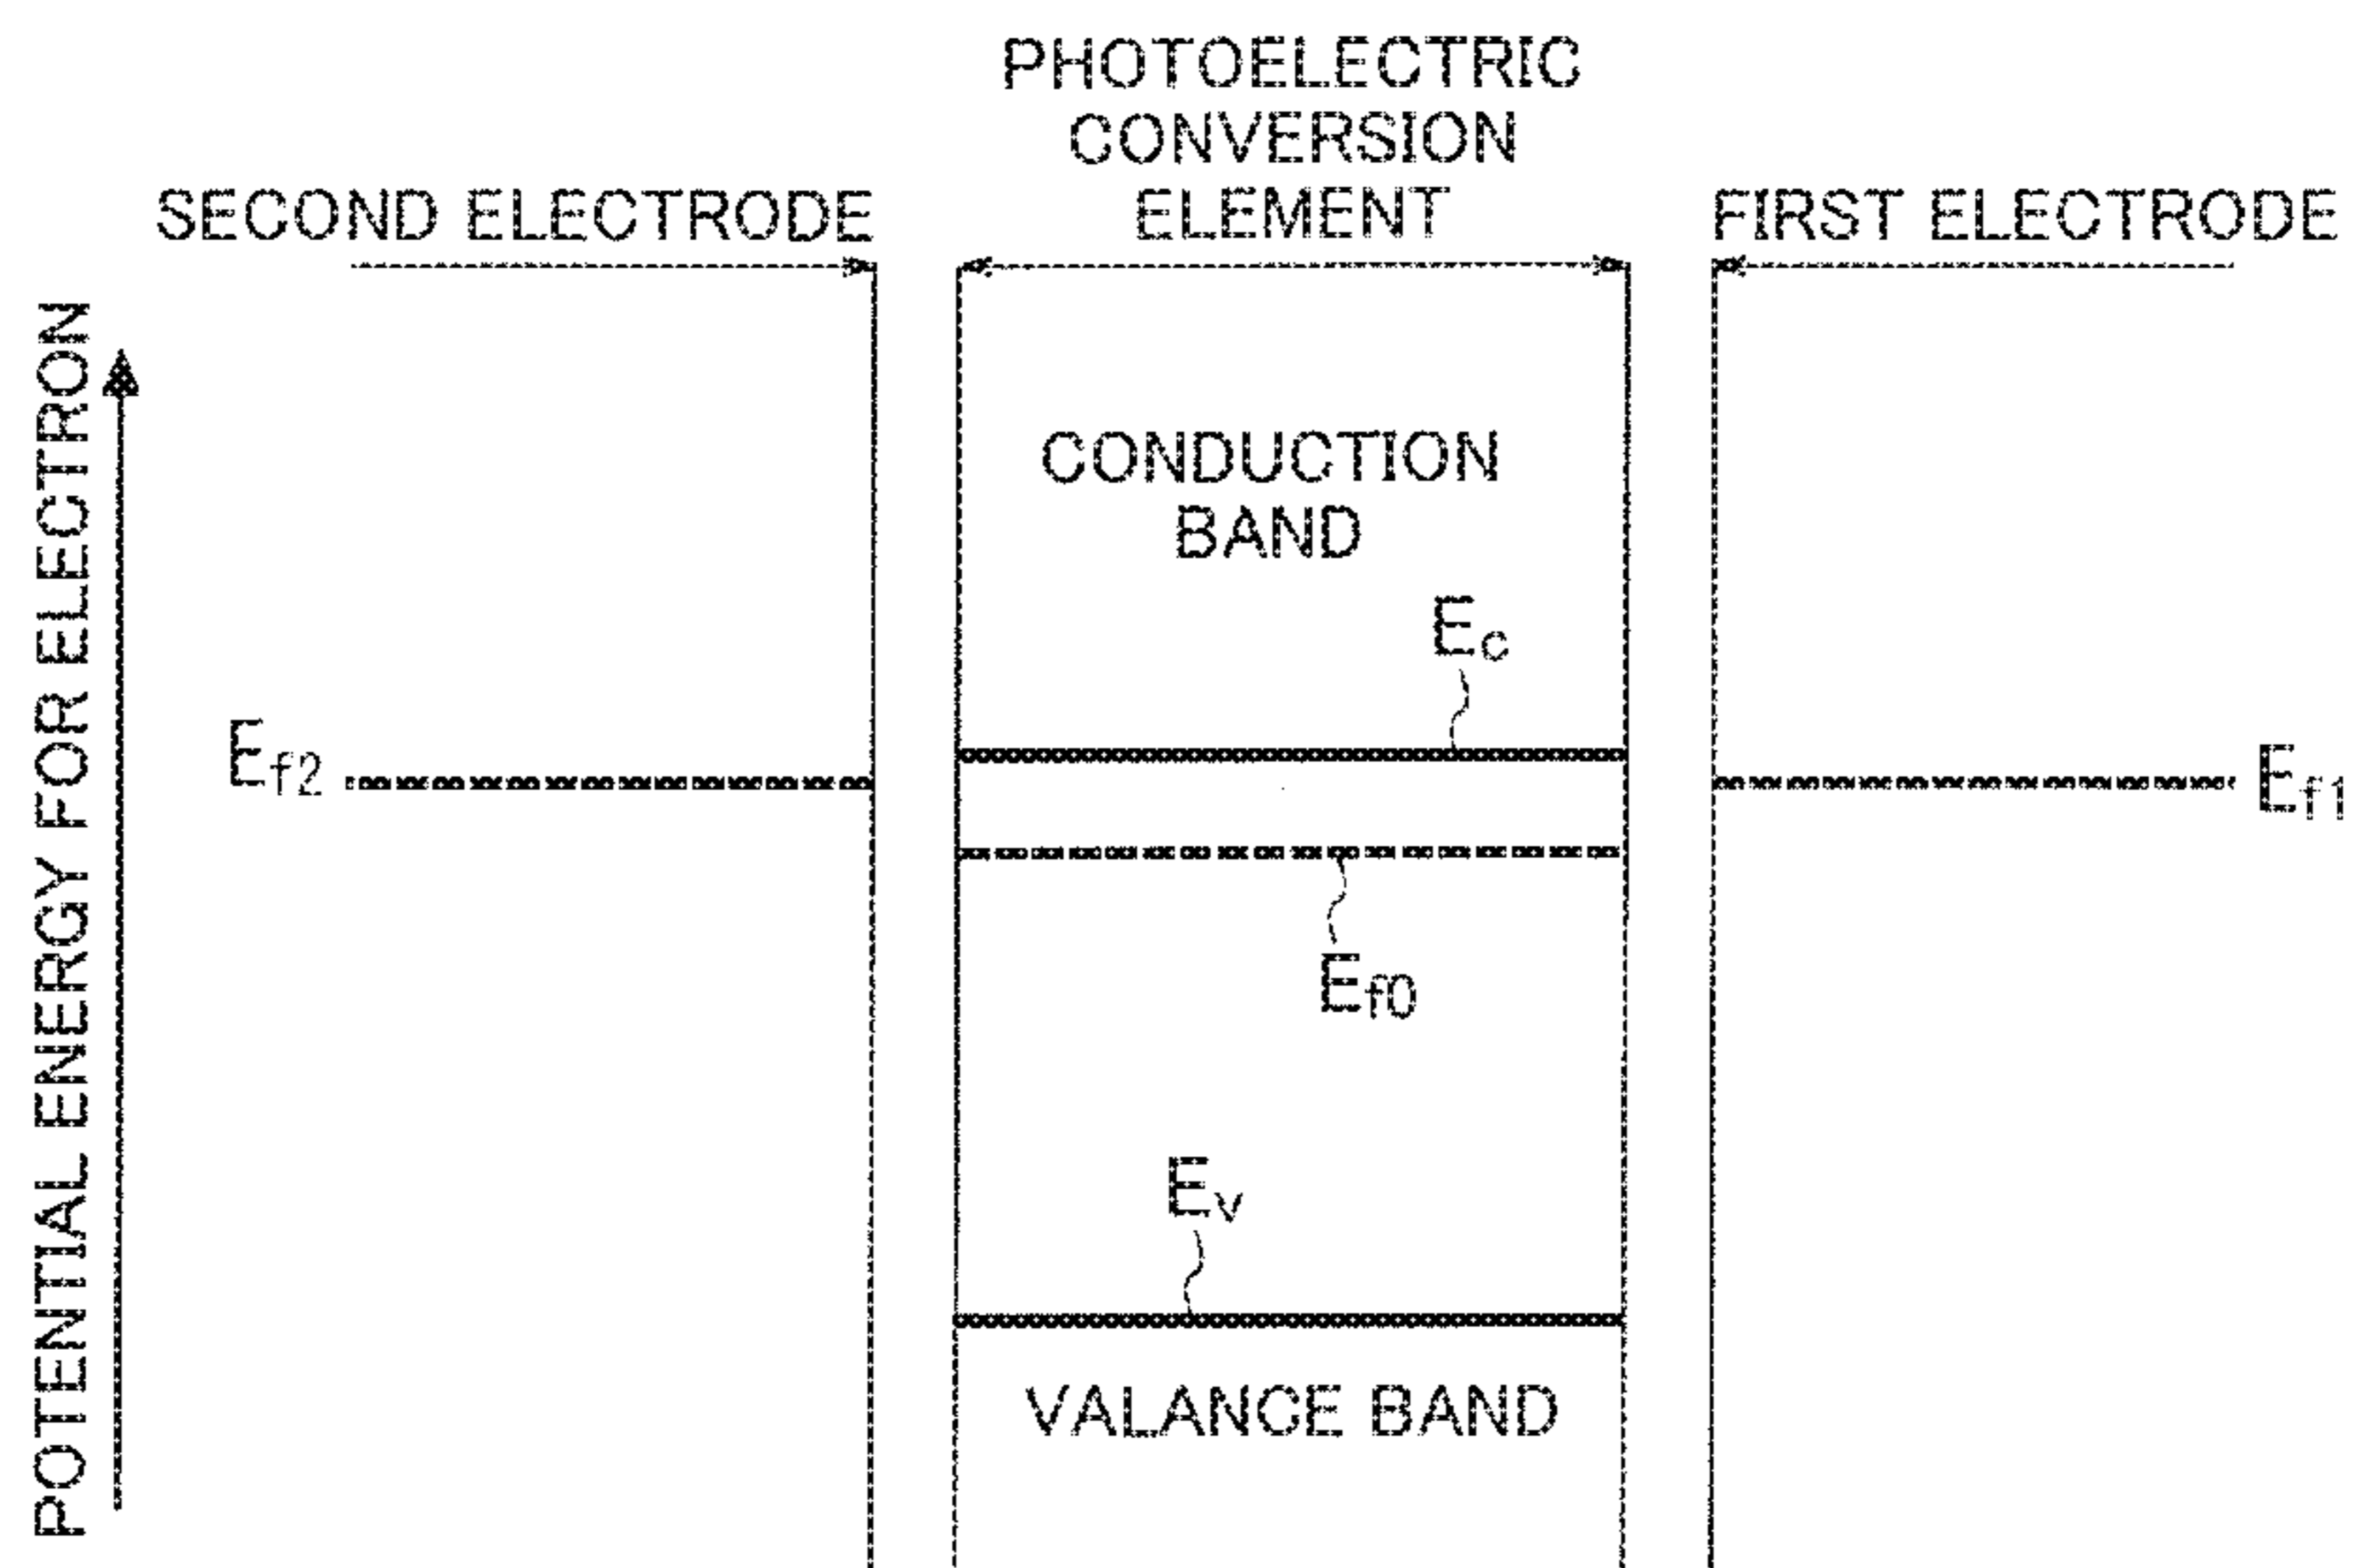 PHOTOELECTRIC
CONVERSION
ELEMENT
SECOND ELECTRODE
FIRST ELECTRODE
POTENTIAL ENERGY FOR ELECTRON
CONDUCTION
BAND
Ec
Ef2
Ef1
Ef0
Ev
VALANCE BAND